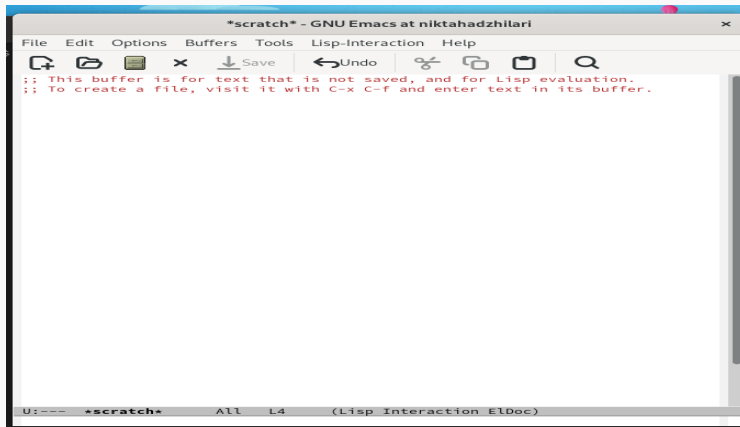 *scratch* - GNU Emacs at niktahadzhilari
File Edit Options Buffers Tools Lisp-Interaction Help
Save Undo
;; This buffer is for text that is not saved, and for Lisp evaluation.
;; To create a file, visit it with C-x C-f and enter text in its buffer.
U:--- *scratch* All L4 (Lisp Interaction ElDoc)